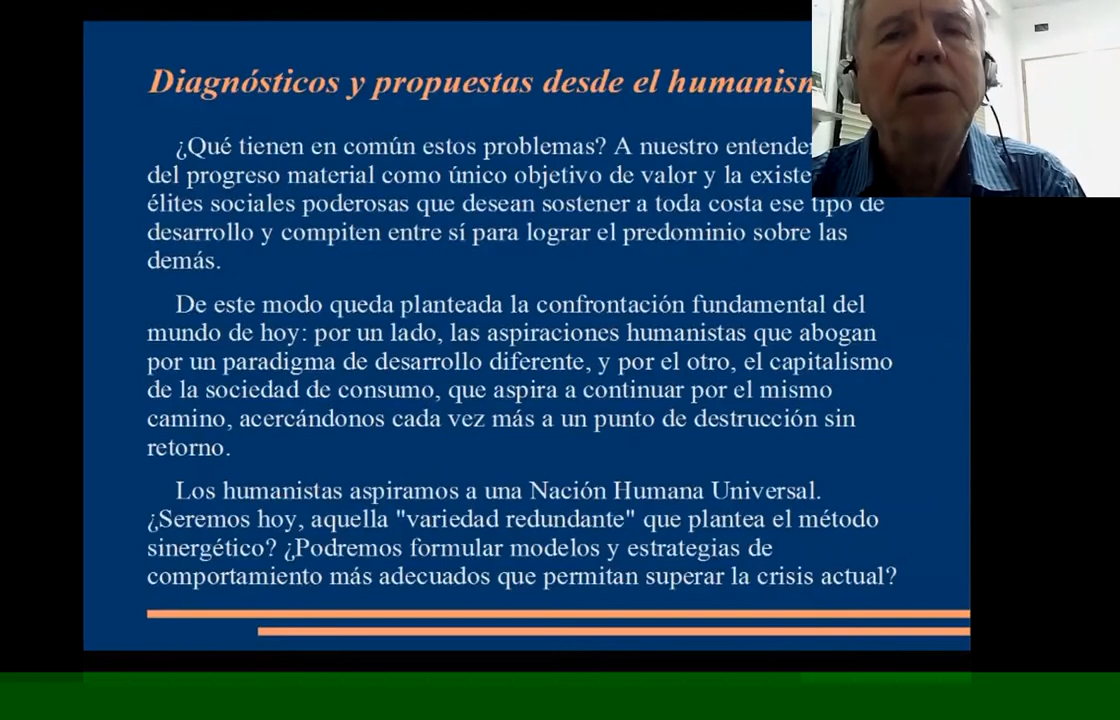 Diagnósticos y propuestas desde el
¿Qué tienen en común estos problemas? A nuestro
del progreso material como único objetivo de valor y la
élites sociales poderosas que desean sostener a toda costa ese tipo de
desarrollo y compiten entre sí para lograr el predominio sobre las
demás.
De este modo queda planteada la confrontación fundamental del
mundo de hoy: por un lado, las aspiraciones humanistas que abogan
por un paradigma de desarrollo diferente, y por el otro, el capitalismo
de la sociedad de consumo, que aspira a continuar por el mismo
camino, acercándonos cada vez más a un punto de destrucción sin
retorno.
Los humanistas aspiramos a una Nación Humana Universal.
¿Seremos hoy, aquella "variedad redundante" que plantea el método
sinergético? ¿Podremos formular modelos y estrategias de
comportamiento más adecuados que permitan superar la crisis actual?